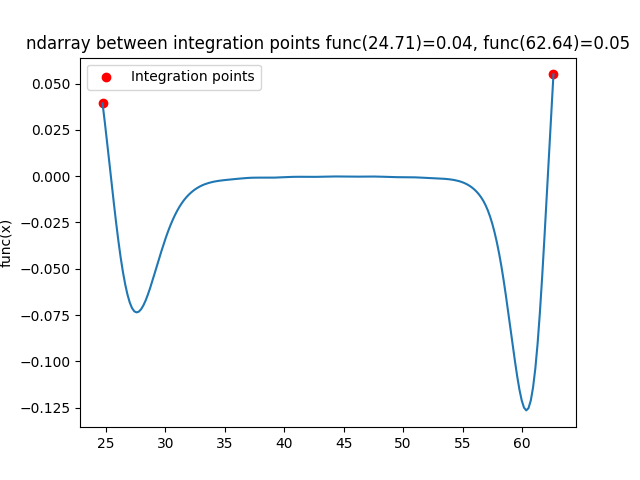 ndarray between integration points func(24.71)=0.04, func(62.64)=0.05
Integration points
0.050
0.025
0.000
−0.025
−0.050
−0.075
−0.100
−0.125
func(x)
25 30 35 40 45 50 55 60